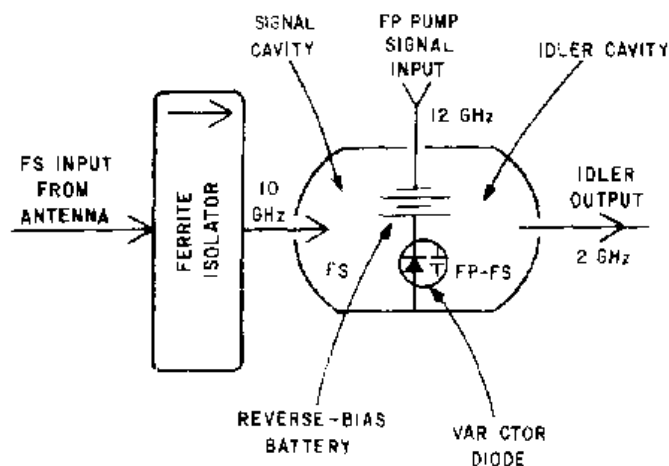 SIGNAL
CAVITY
FP PUMP
SIGNAL
INPUT
IDLER CAVITY
12 GHz
FS INPUT
FROM
ANTENNA
FERRITE
ISOLATOR
10
GHz
IDLER
OUTPUT
2 GHz
FS
FP-FS
REVERSE-BIAS
BATTERY
VAR CTOR
DIODE